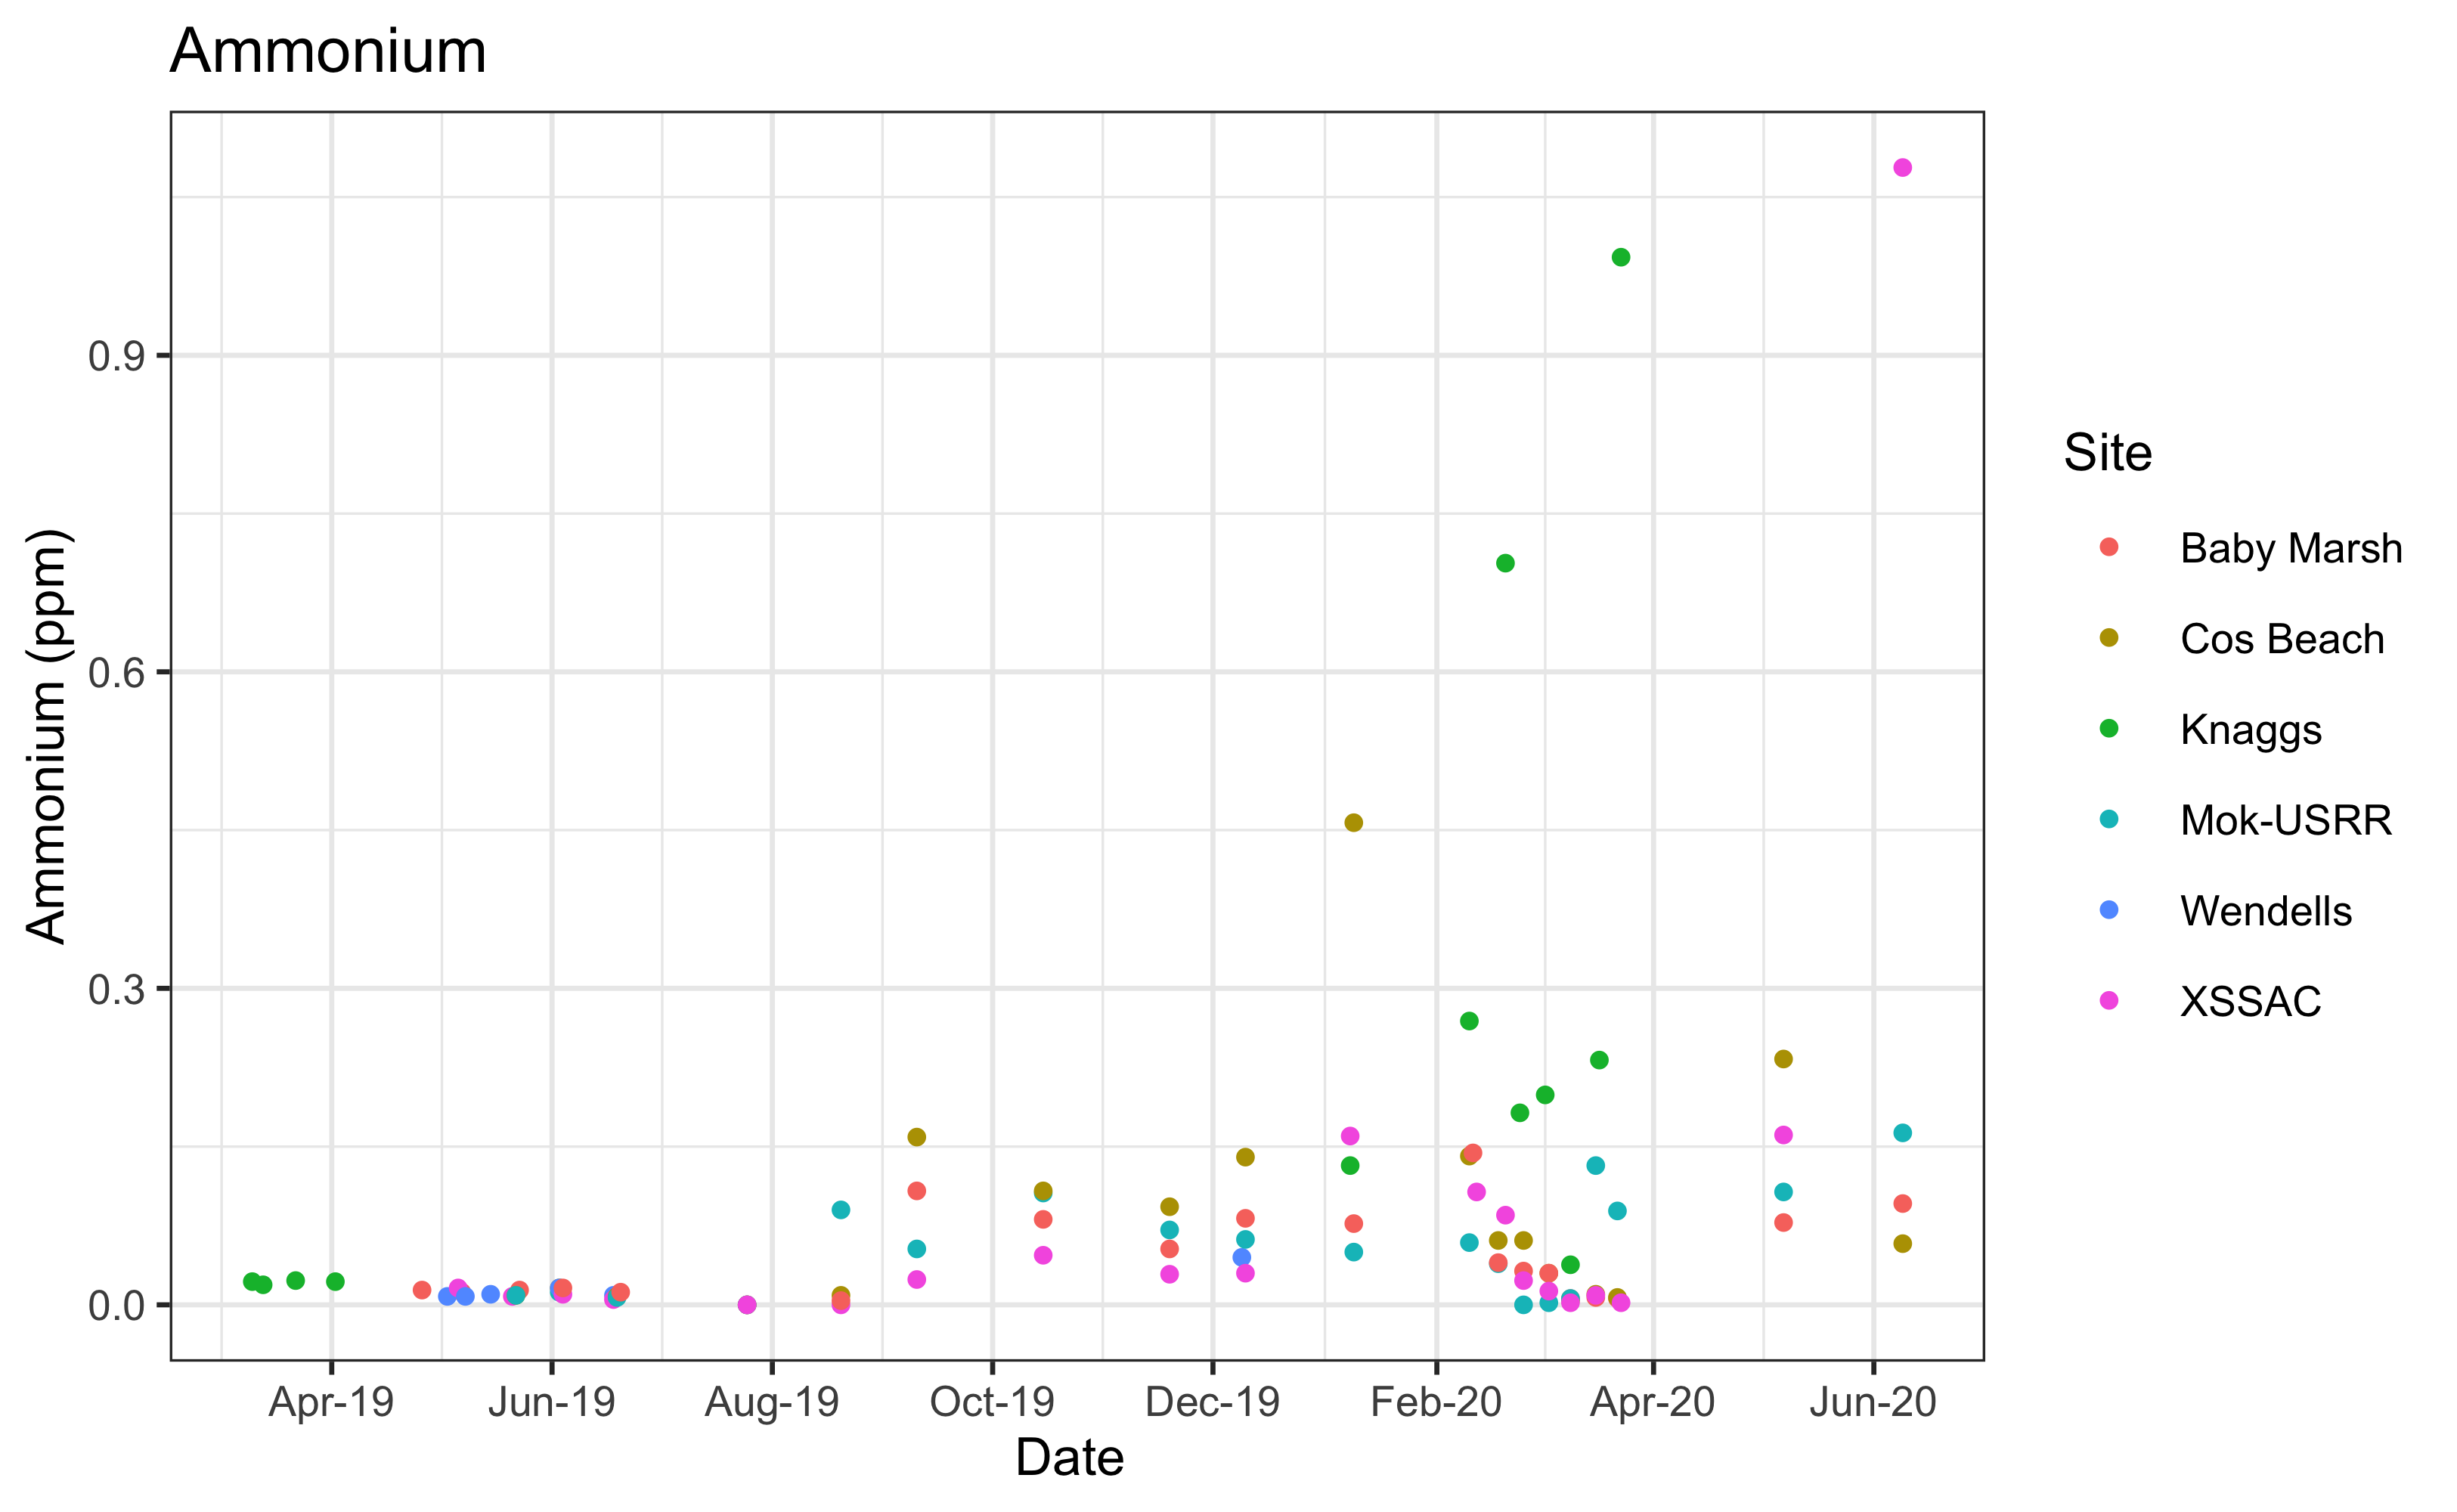 Ammonium
Ammonium (ppm)
0.9
0.6
0.3
0.0
Apr-19 Jun-19 Aug-19 Oct-19 Dec-19 Feb-20 Apr-20 Jun-20
Date
Site
Baby Marsh
Cos Beach
Knaggs
Mok-USRR
Wendells
XSSAC